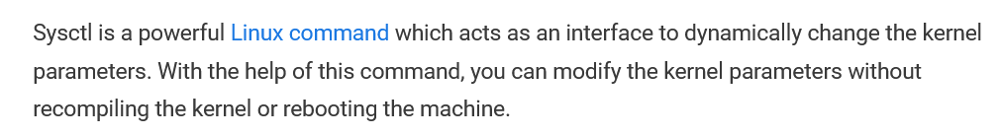 Sysctl is a powerful Linux command which acts as an interface to dynamically change the kernel
parameters. With the help of this command, you can modify the kernel parameters without
recompiling the kernel or rebooting the machine.